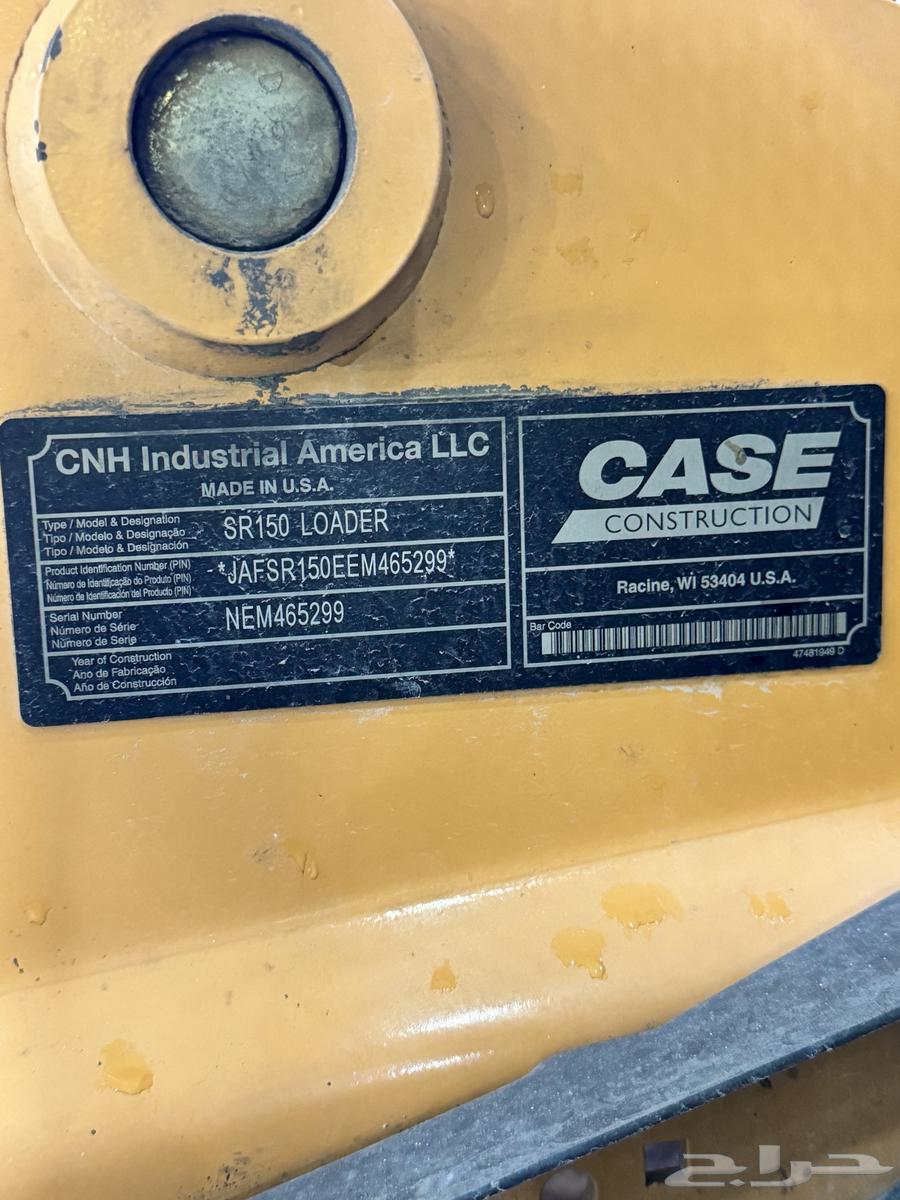 CNH Industrial America LLC
MADE IN U.S.A.
Type / Model & Designation
Tipo / Modelo & Designação
Tipo / Modelo & Designación
SR150 LOADER
Product Identification Number (PIN)
Número de Identificação do Produto (PIN)
Número de Identificación del Producto (PIN)
*JAFSR150EEM465299*
Serial Number
Número de Série
Número de Serie
NEM465299
Year of Construction
Ano de Fabricação
Año de Construcción
CASE
CONSTRUCTION
Racine, WI 53404 U.S.A.
Bar Code
47481949 D
حراج